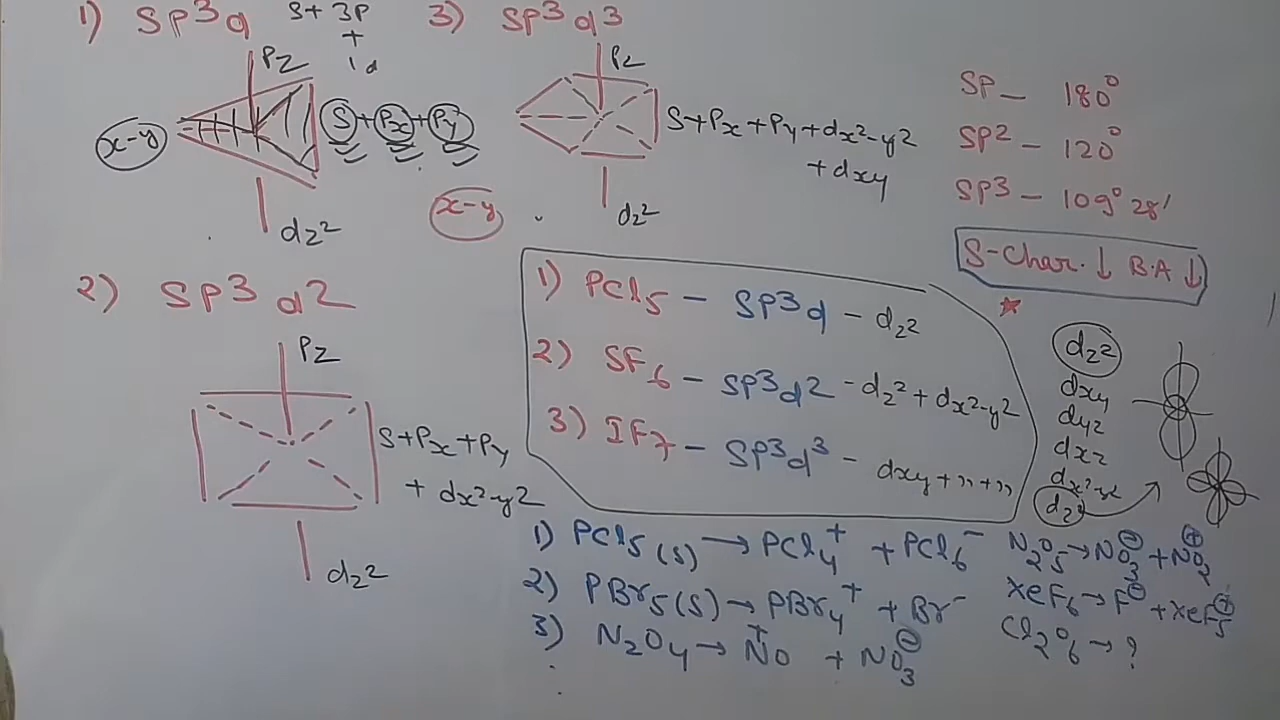 1) SP³d S + 3P
+
1d
Pz
x-y S + Px + Py
dz²
3) SP³d³
Pz
S+Px+Py+dx²-y²
+dxy
x-y
dz²
SP – 180°
SP² – 120°
SP³ – 109°28'
S-Char.↓ B.A↓
2) SP³d²
Pz
S+Px+Py
+ dx²-y²
dz²
1) PCl₅ – SP³d – dz²
2) SF₆ – SP³d² – dz² + dx²-y²
3) IF₇ – SP³d³ – dxy + ,, + ,,
dz²
dxy
dyz
dxz
dx²-y²
dz²
1) PCl₅(s) → PCl₄⁺ + PCl₆⁻
2) PBr₅(s) → PBr₄⁺ + Br⁻
3) N₂O₄ → N⁺O + NO₃⊖
N₂O₅ → NO₃⊖ + NO₂⊕
XeF₆ → F⊖ + XeF₅⊕
Cl₂O₆ → ?